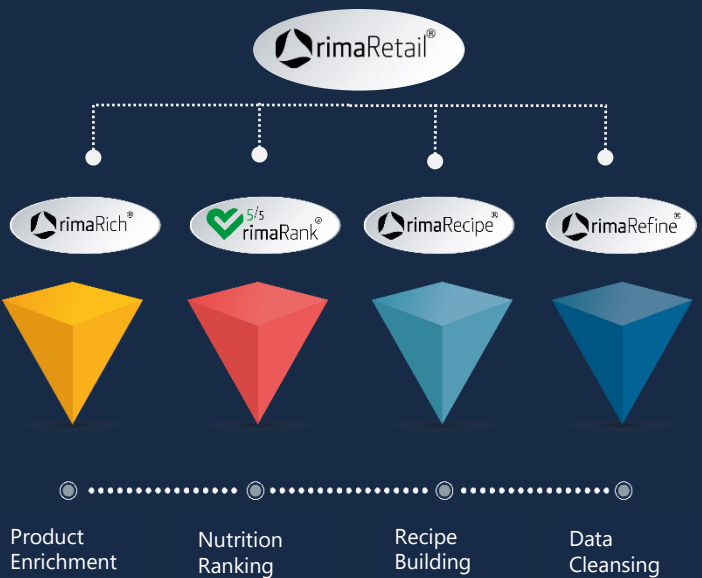 rimaRetail®
rimaRich®
5/5
rimaRank®
rimaRecipe®
rimaRefine®
Product
Enrichment
Nutrition
Ranking
Recipe
Building
Data
Cleansing